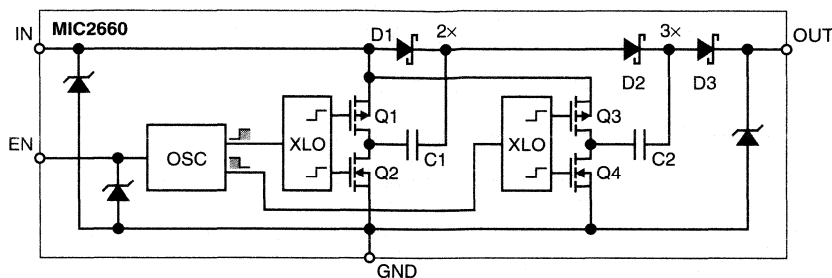 MIC2660
IN
D1
2×
3×
OUT
D2
D3
Q1
Q3
EN
OSC
XLO
C1
XLO
C2
Q2
Q4
GND